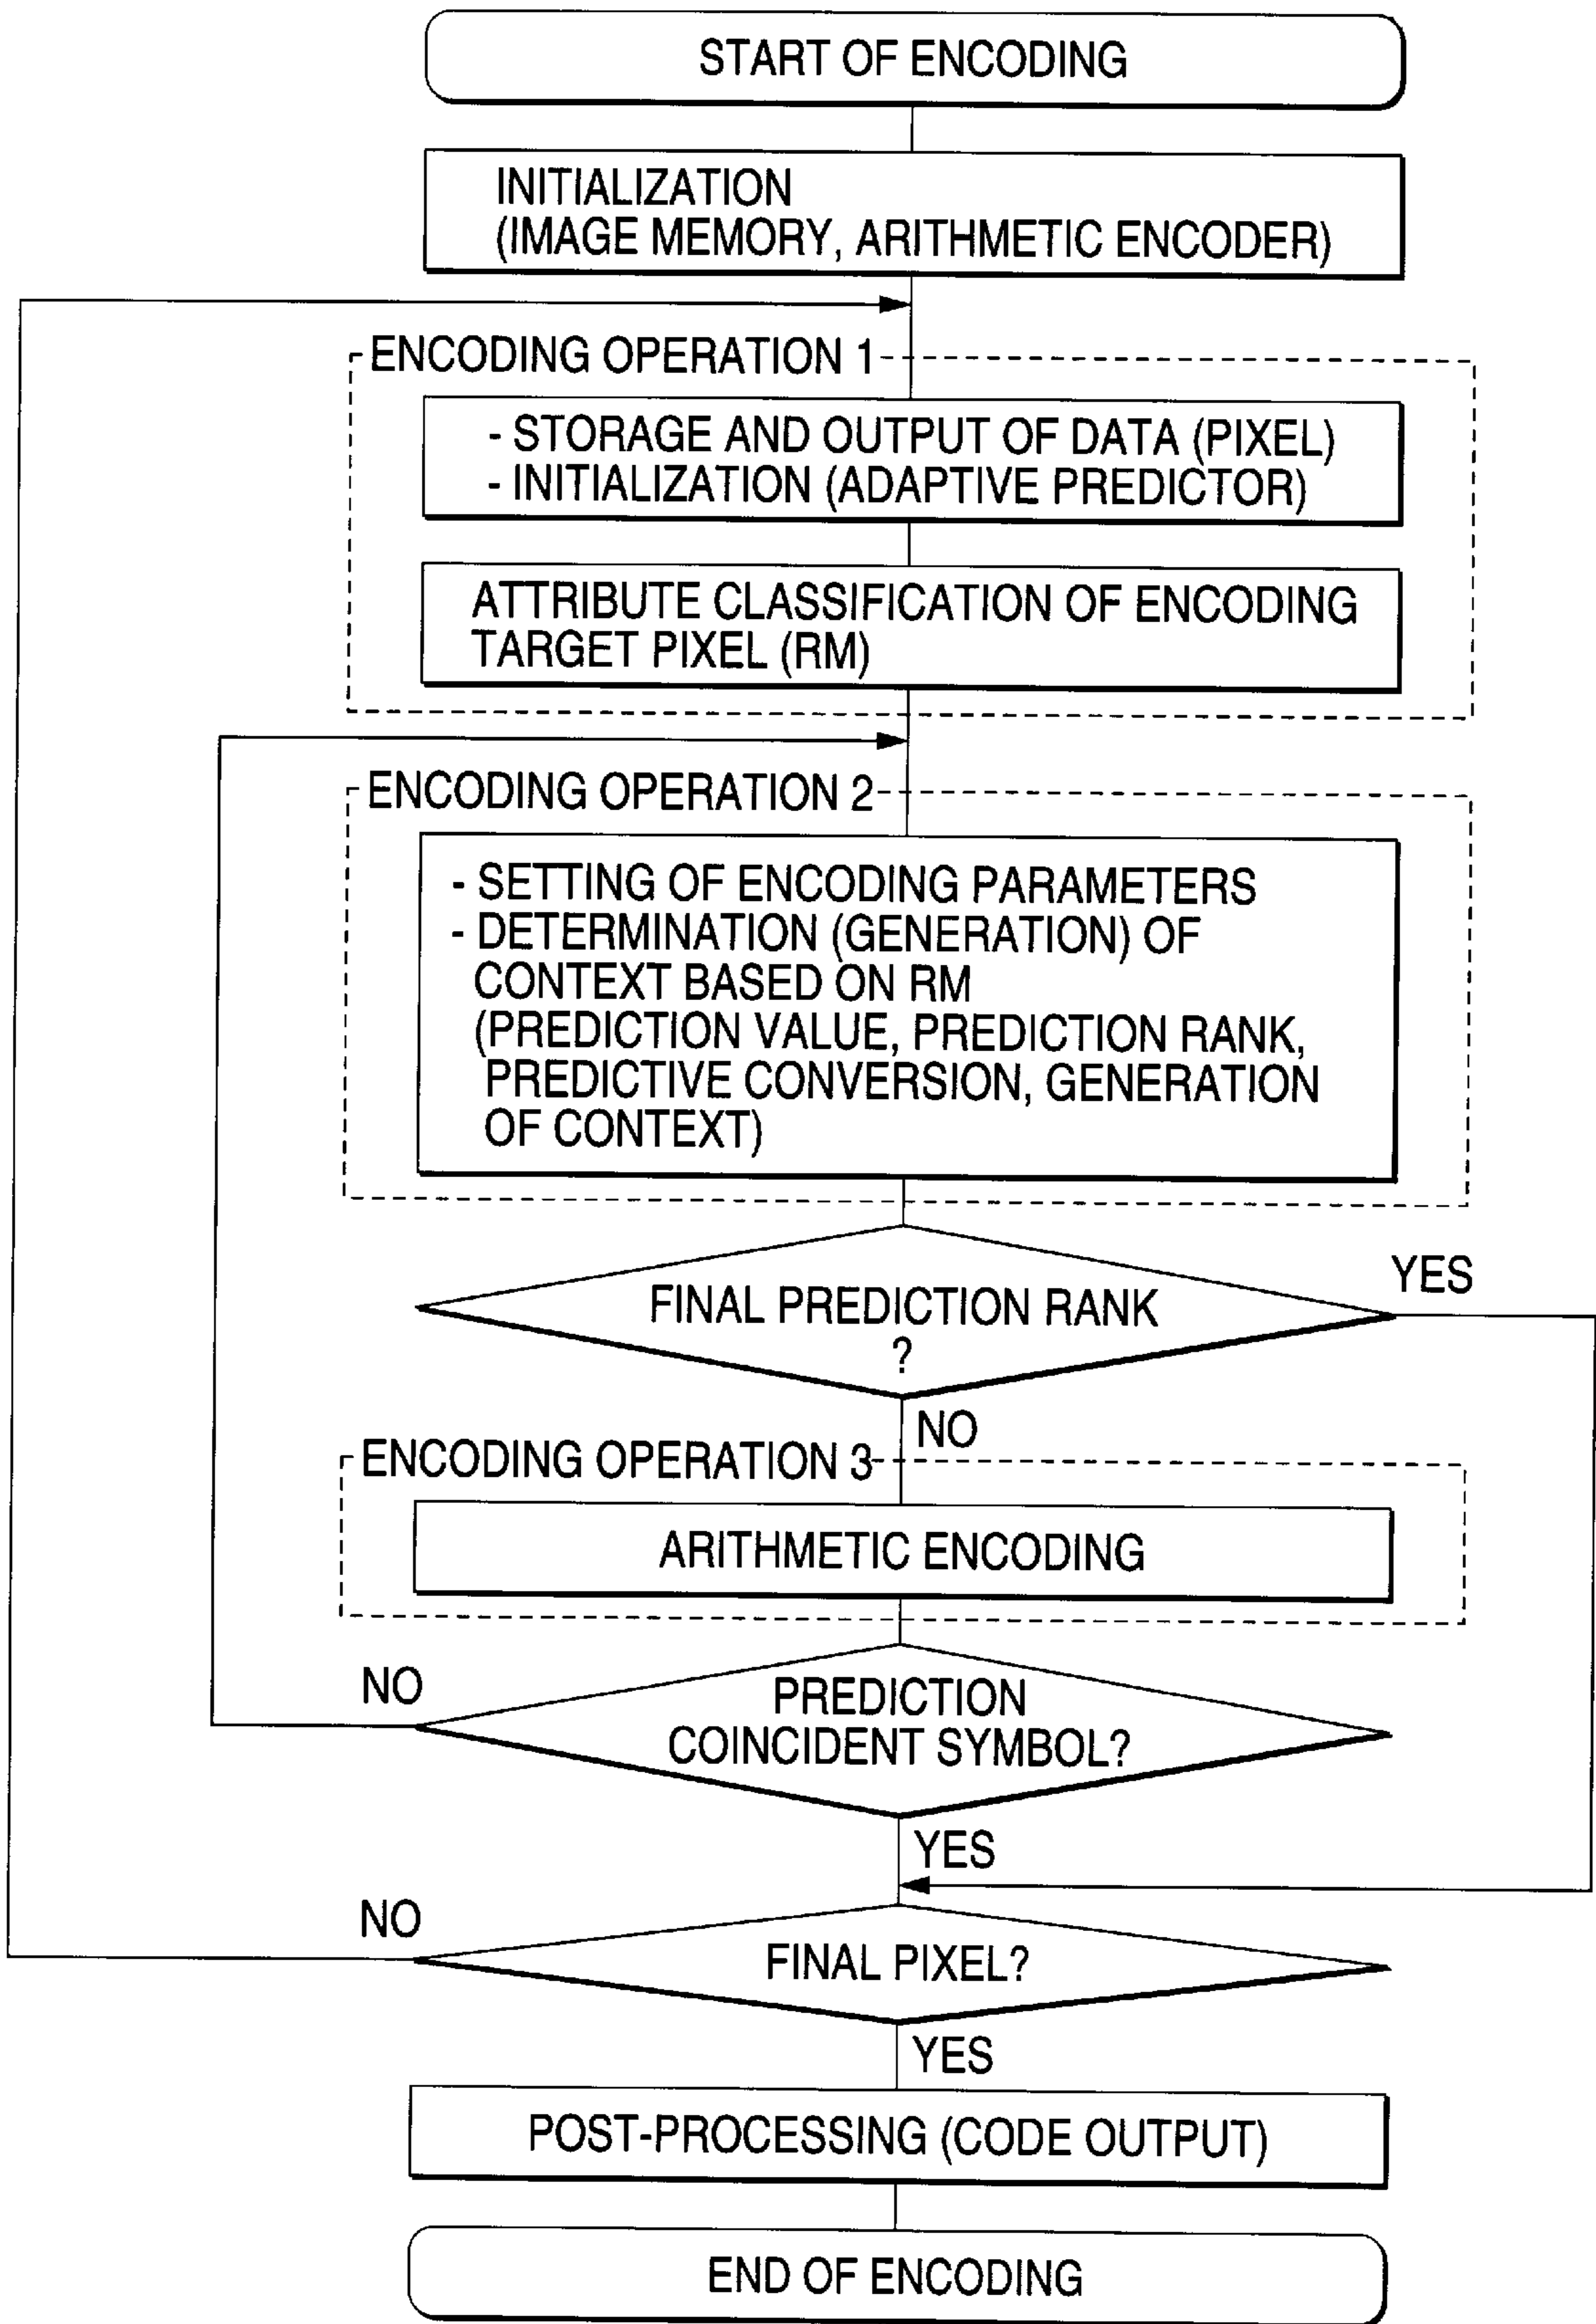 START OF ENCODING
INITIALIZATION
(IMAGE MEMORY, ARITHMETIC ENCODER)
ENCODING OPERATION 1
- STORAGE AND OUTPUT OF DATA (PIXEL)
- INITIALIZATION (ADAPTIVE PREDICTOR)
ATTRIBUTE CLASSIFICATION OF ENCODING
TARGET PIXEL (RM)
ENCODING OPERATION 2
- SETTING OF ENCODING PARAMETERS
- DETERMINATION (GENERATION) OF
CONTEXT BASED ON RM
(PREDICTION VALUE, PREDICTION RANK,
PREDICTIVE CONVERSION, GENERATION
OF CONTEXT)
YES
FINAL PREDICTION RANK
?
NO
ENCODING OPERATION 3
ARITHMETIC ENCODING
NO
PREDICTION
COINCIDENT SYMBOL?
YES
NO
FINAL PIXEL?
YES
POST-PROCESSING (CODE OUTPUT)
END OF ENCODING